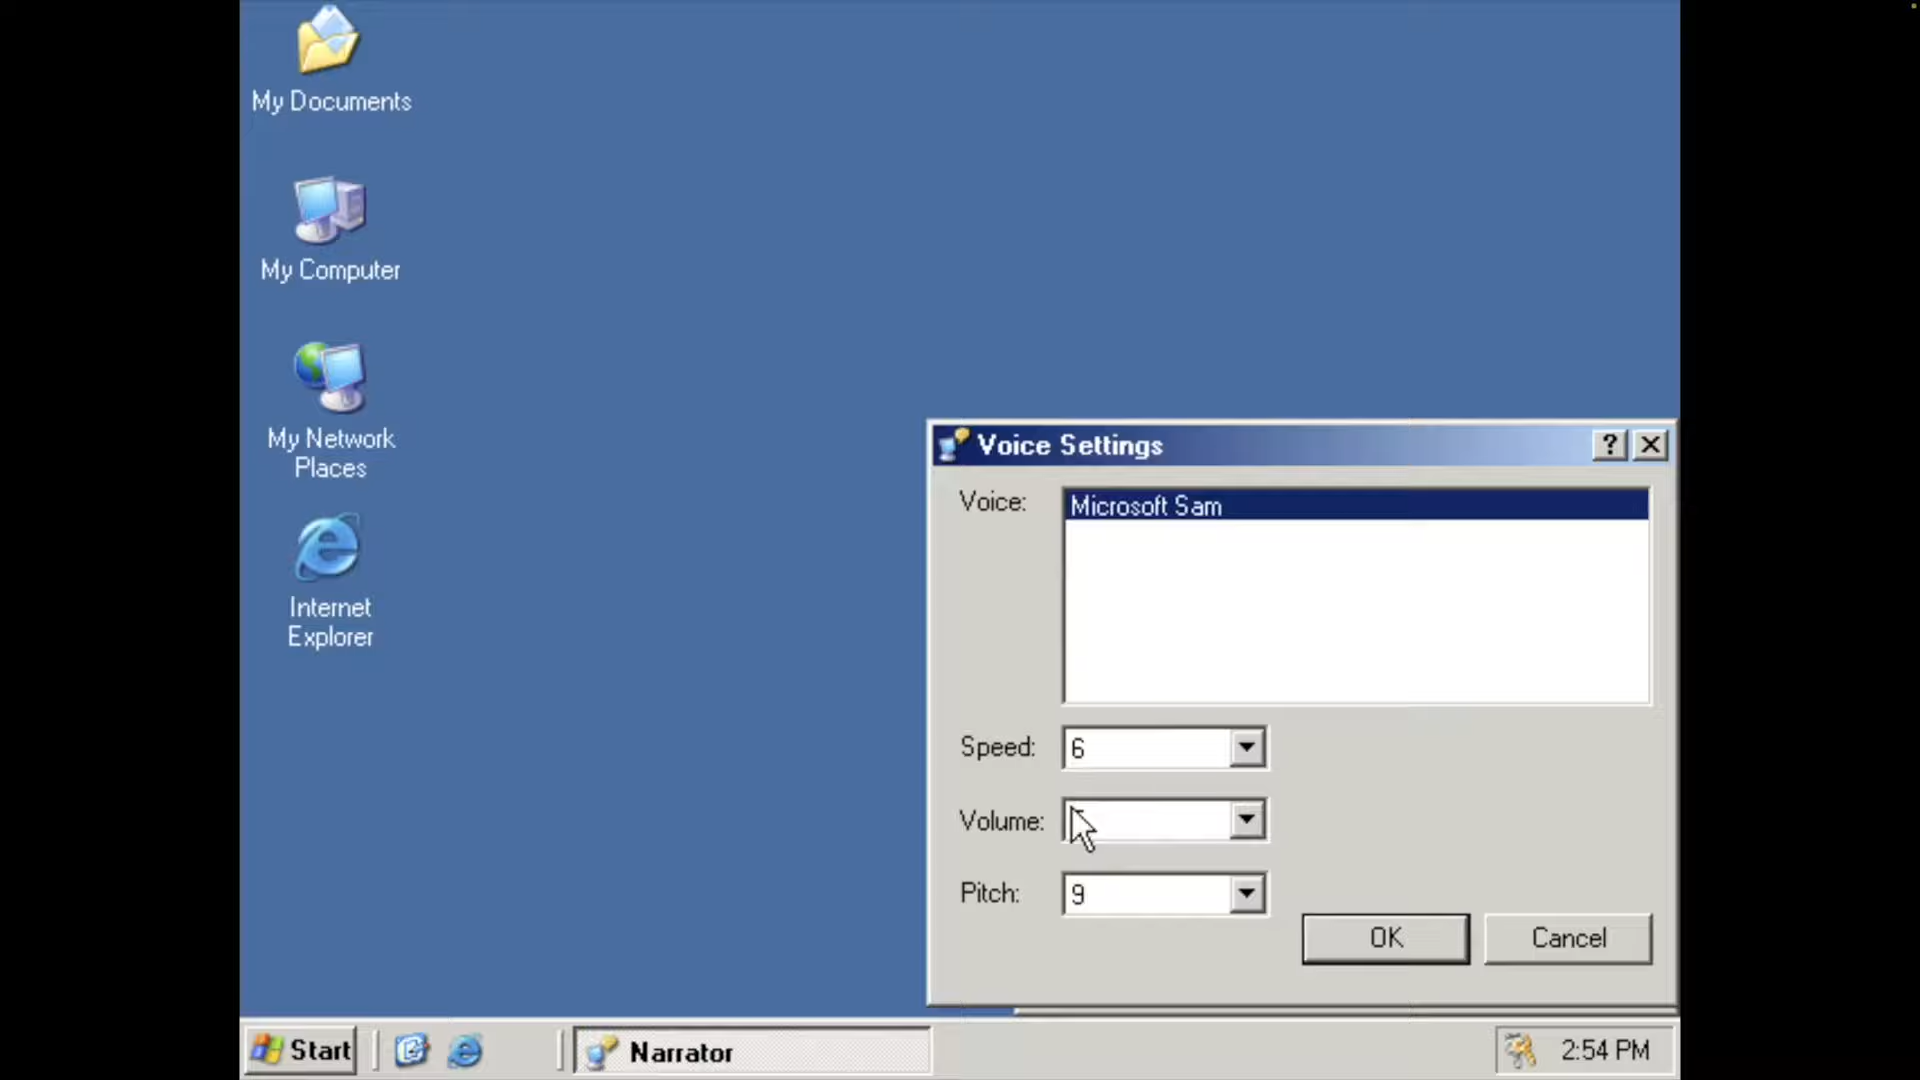 My Documents
My Computer
My Network
Places
Internet
Explorer
Voice Settings
?
Voice:
Microsoft Sam
Speed:
6
Volume:
Pitch:
9
OK
Cancel
Start
Narrator
2:54 PM